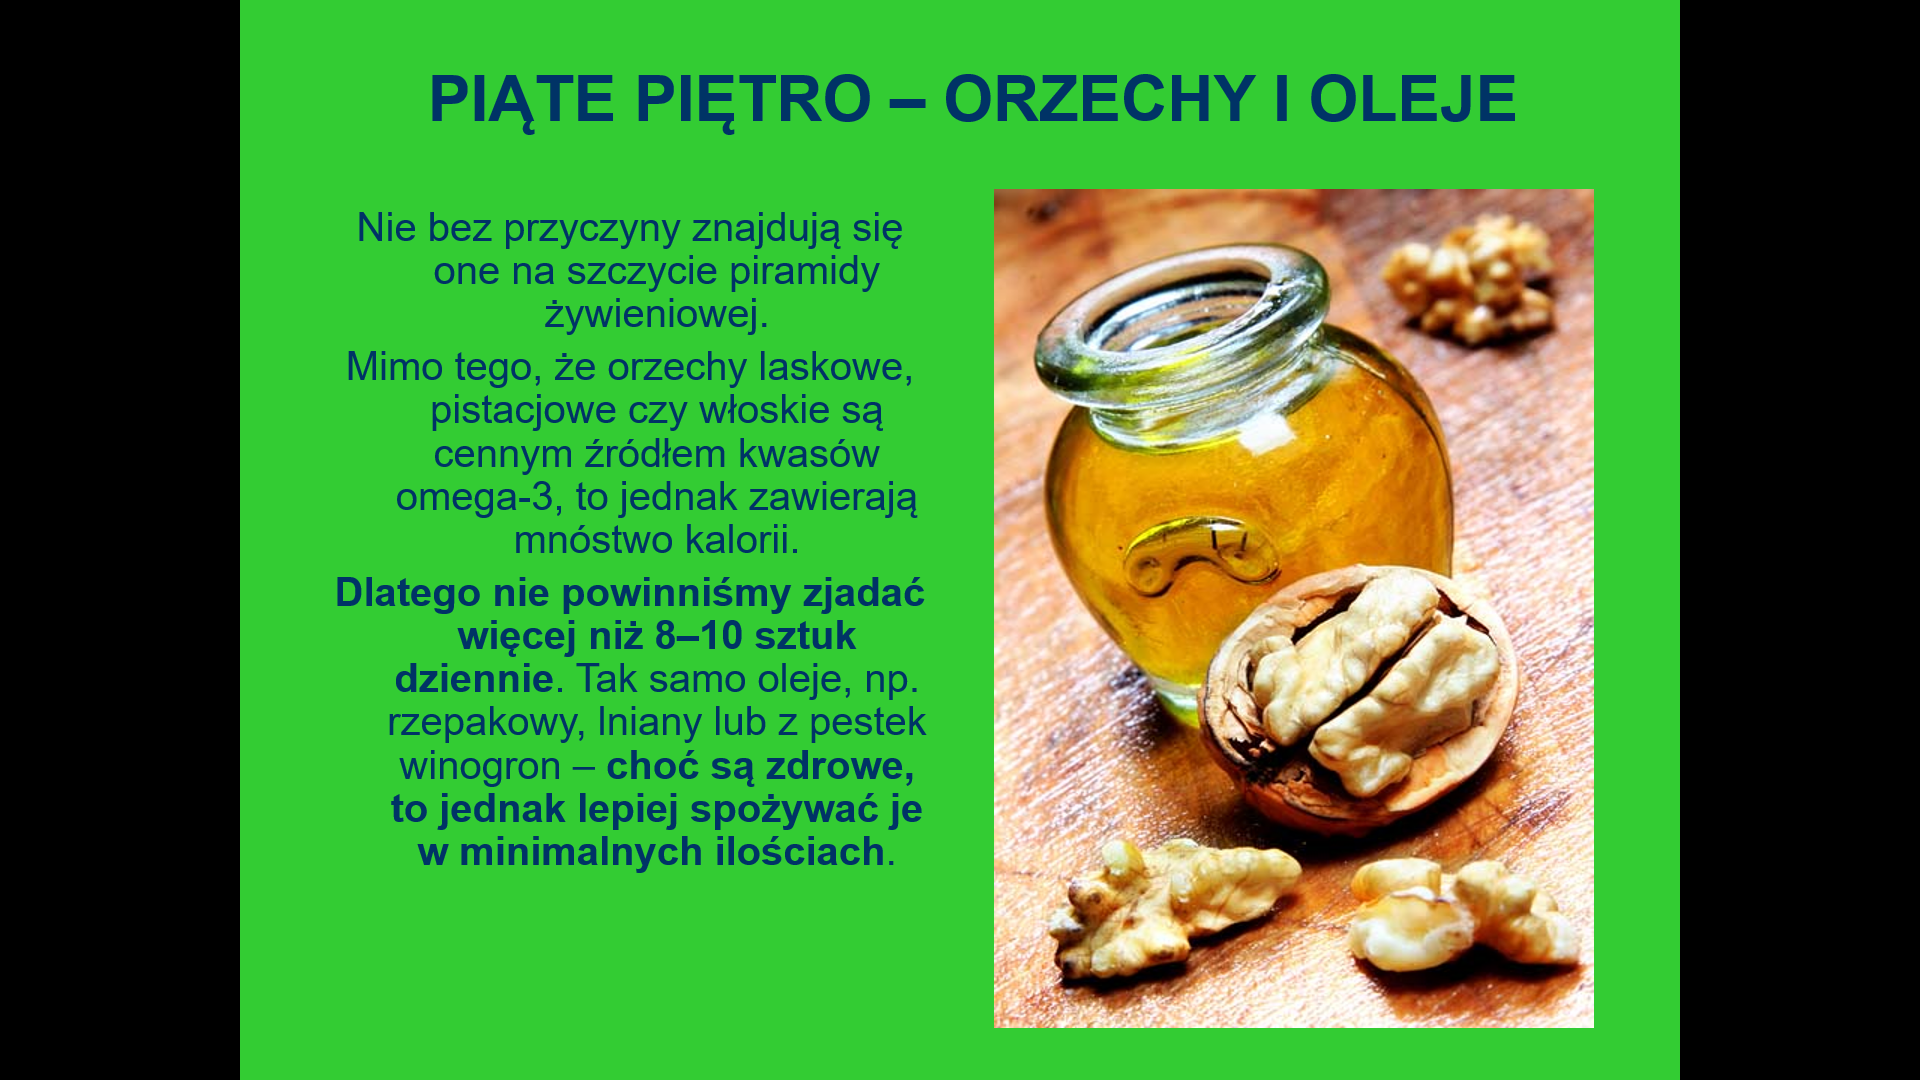 PIĄTE PIĘTRO – ORZECHY I OLEJE
Nie bez przyczyny znajdują się
one na szczycie piramidy
żywieniowej.
Mimo tego, że orzechy laskowe,
pistacjowe czy włoskie są
cennym źródłem kwasów
omega-3, to jednak zawierają
mnóstwo kalorii.
Dlatego nie powinniśmy zjadać
więcej niż 8–10 sztuk
dziennie. Tak samo oleje, np.
rzepakowy, lniany lub z pestek
winogron – choć są zdrowe,
to jednak lepiej spożywać je
w minimalnych ilościach.